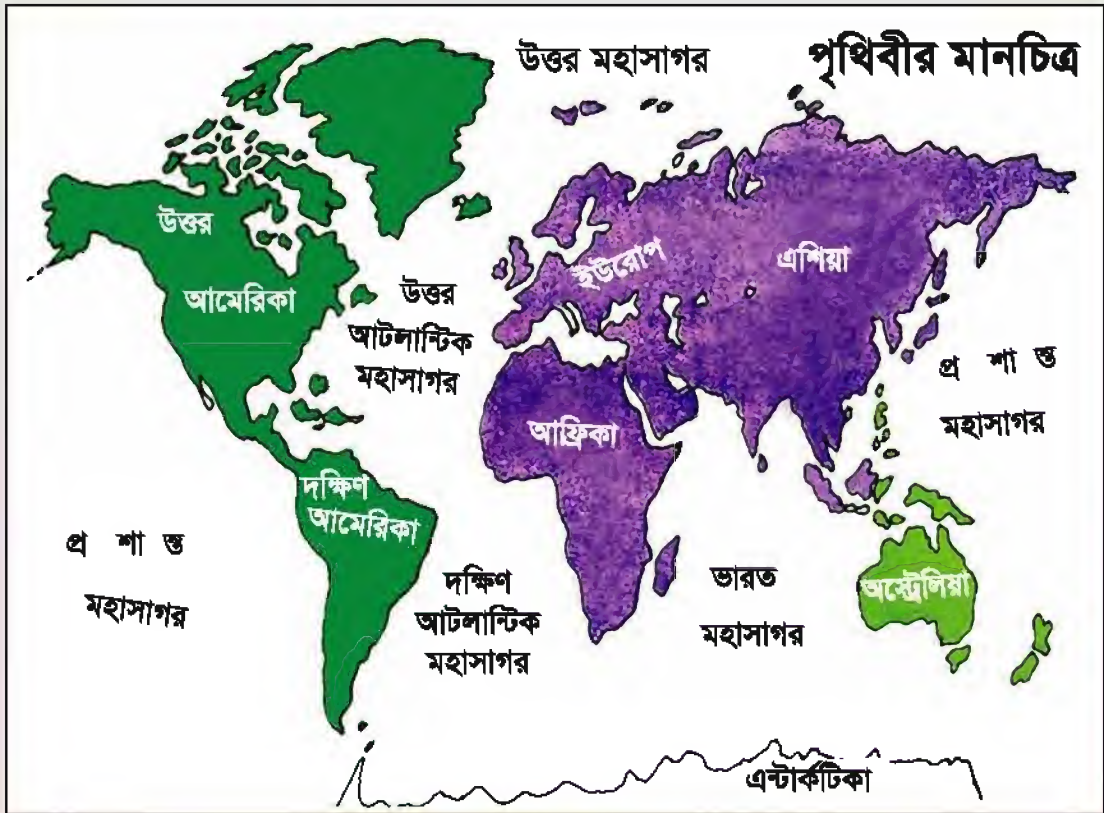 পৃথিবীর মানচিত্র
উত্তর মহাসাগর
উত্তর
আমেরিকা
উত্তর
আটলান্টিক
মহাসাগর
ইউরোপ
এশিয়া
প্র শা ন্ত
মহাসাগর
আফ্রিকা
দক্ষিণ
আমেরিকা
প্র শা ন্ত
মহাসাগর
দক্ষিণ
আটলান্টিক
মহাসাগর
ভারত
মহাসাগর
অস্ট্রেলিয়া
এন্টার্কটিকা